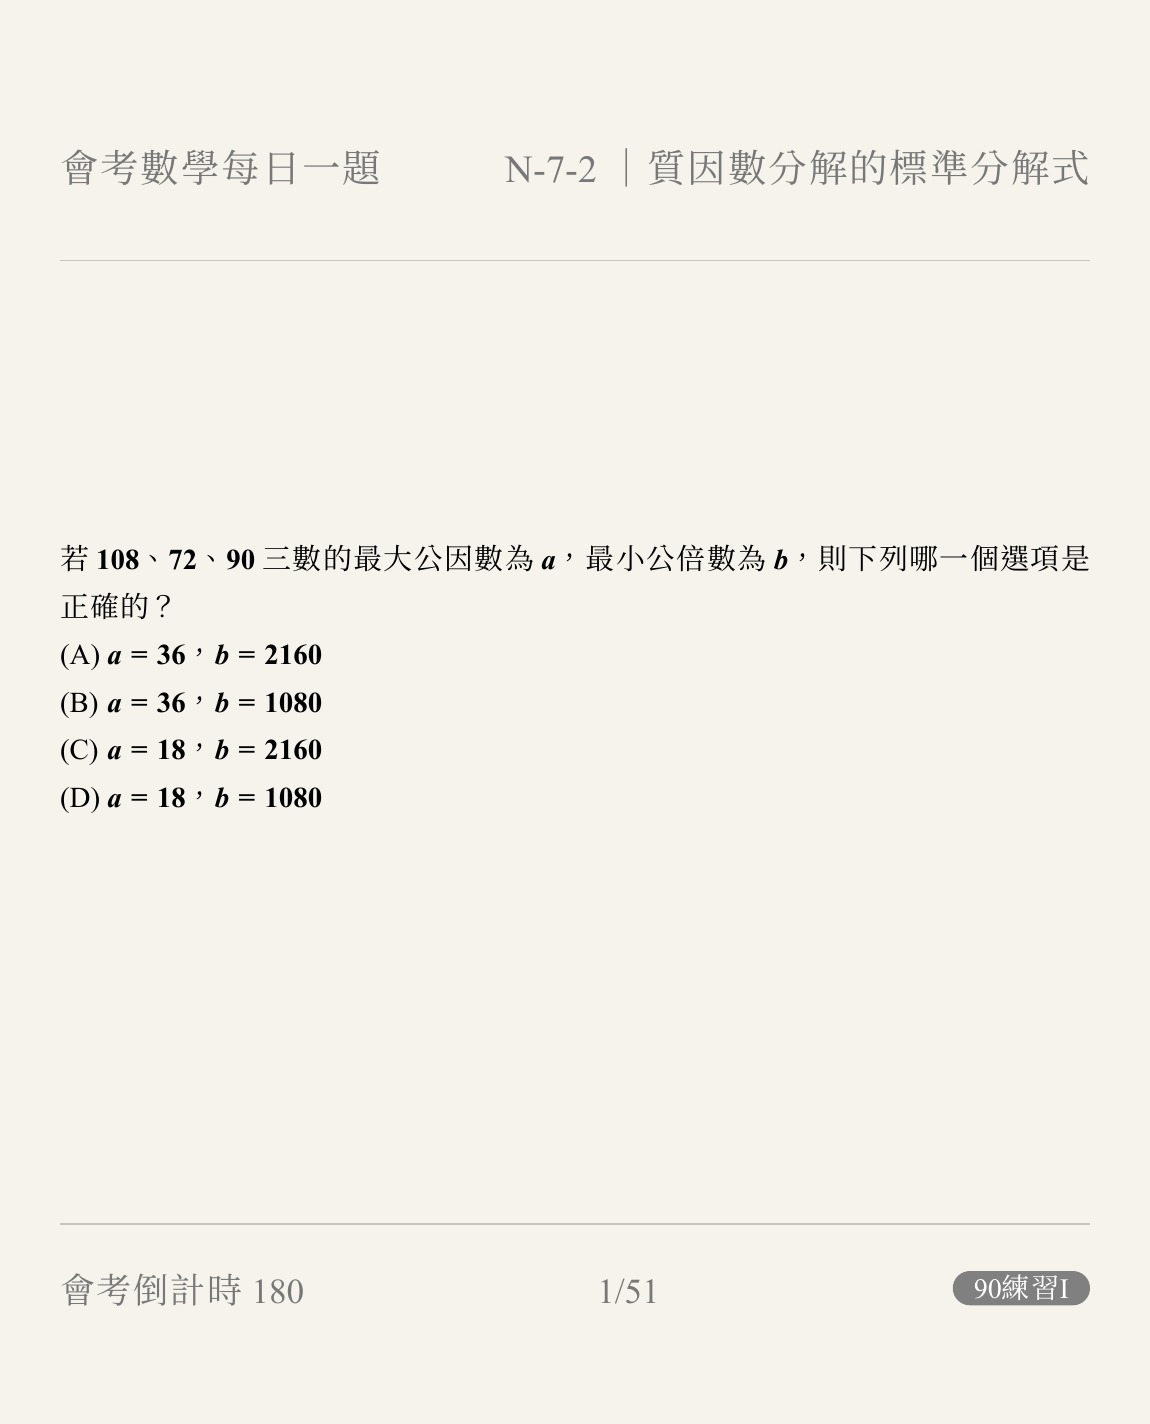 會考數學每日一題
N-7-2｜質因數分解的標準分解式
若 108、72、90 三數的最大公因數為 a，最小公倍數為 b，則下列哪一個選項是
正確的？
(A) a = 36，b = 2160
(B) a = 36，b = 1080
(C) a = 18，b = 2160
(D) a = 18，b = 1080
會考倒計時 180
1/51
90練習I